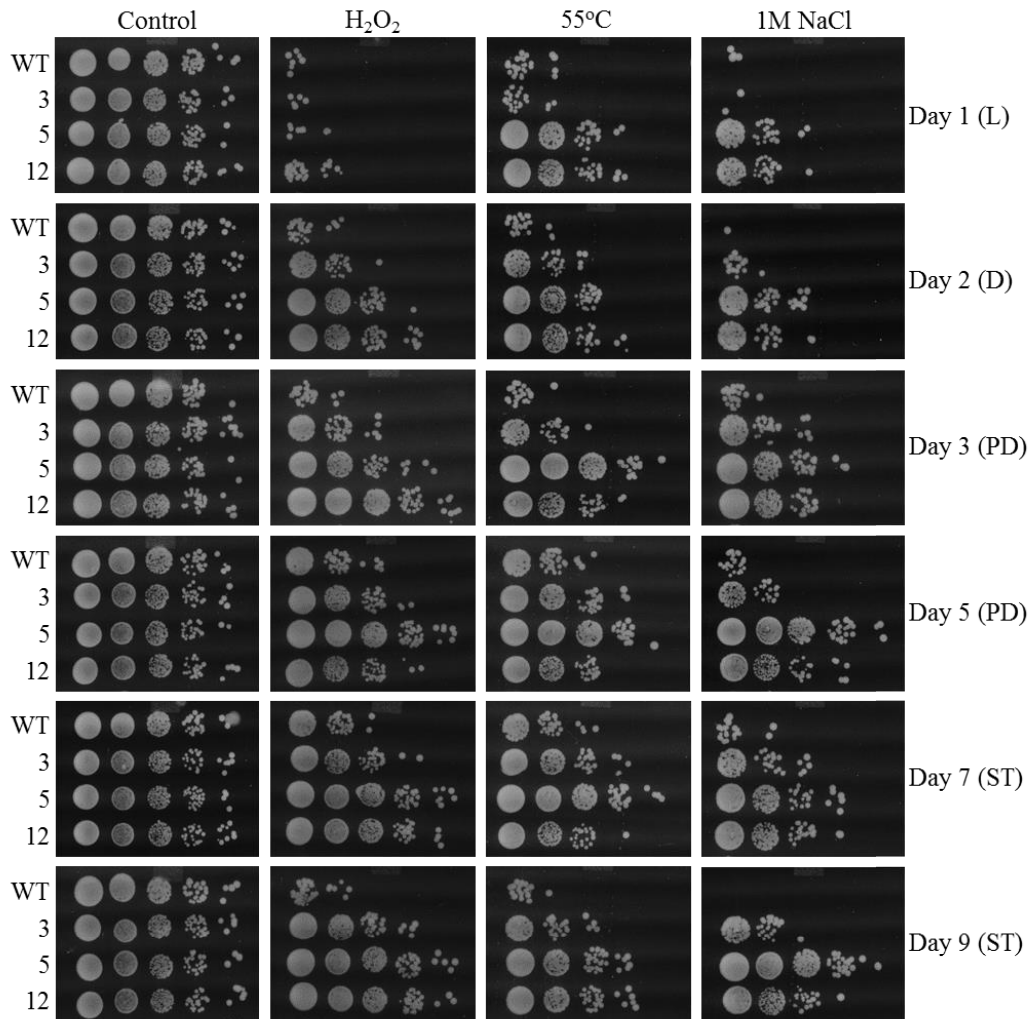 Control H₂O₂ 55°C 1M NaCl
WT
3
5
12
Day 1 (L)
WT
3
5
12
Day 2 (D)
WT
3
5
12
Day 3 (PD)
WT
3
5
12
Day 5 (PD)
WT
3
5
12
Day 7 (ST)
WT
3
5
12
Day 9 (ST)